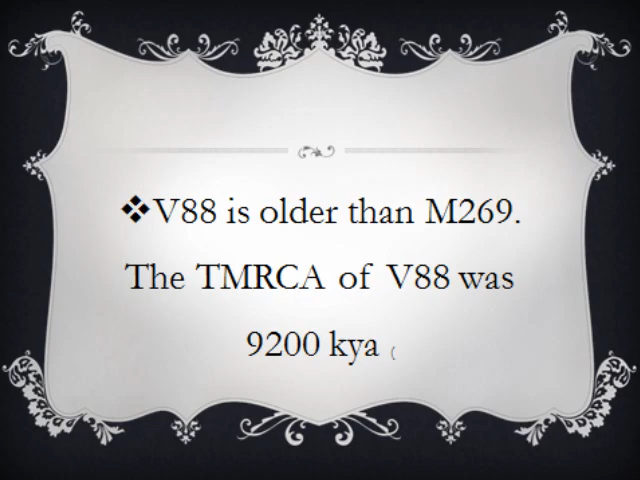 ❖V88 is older than M269.
The TMRCA of V88 was
9200 kya (